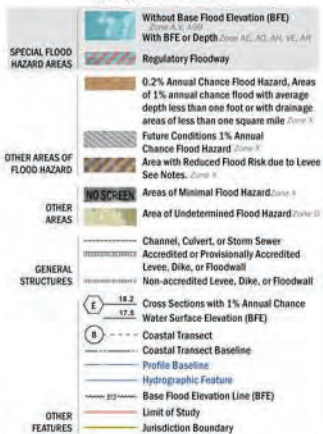 Without Base Flood Elevation (BFE)
Zone A, V, A99
With BFE or Depth Zone AE, AO, AH, VE, AR
SPECIAL FLOOD
HAZARD AREAS
Regulatory Floodway
0.2% Annual Chance Flood Hazard, Areas
of 1% annual chance flood with average
depth less than one foot or with drainage
areas of less than one square mile Zone X
Future Conditions 1% Annual
Chance Flood Hazard Zone X
OTHER AREAS OF
FLOOD HAZARD
Area with Reduced Flood Risk due to Levee
See Notes. Zone X
NO SCREEN Areas of Minimal Flood Hazard Zone X
OTHER
AREAS
Area of Undetermined Flood Hazard Zone D
Channel, Culvert, or Storm Sewer
GENERAL
STRUCTURES
Accredited or Provisionally Accredited
Levee, Dike, or Floodwall
Non-accredited Levee, Dike, or Floodwall
E 18.2 Cross Sections with 1% Annual Chance
17.5 Water Surface Elevation (BFE)
B Coastal Transect
Coastal Transect Baseline
Profile Baseline
Hydrographic Feature
513 Base Flood Elevation Line (BFE)
OTHER
FEATURES
Limit of Study
Jurisdiction Boundary